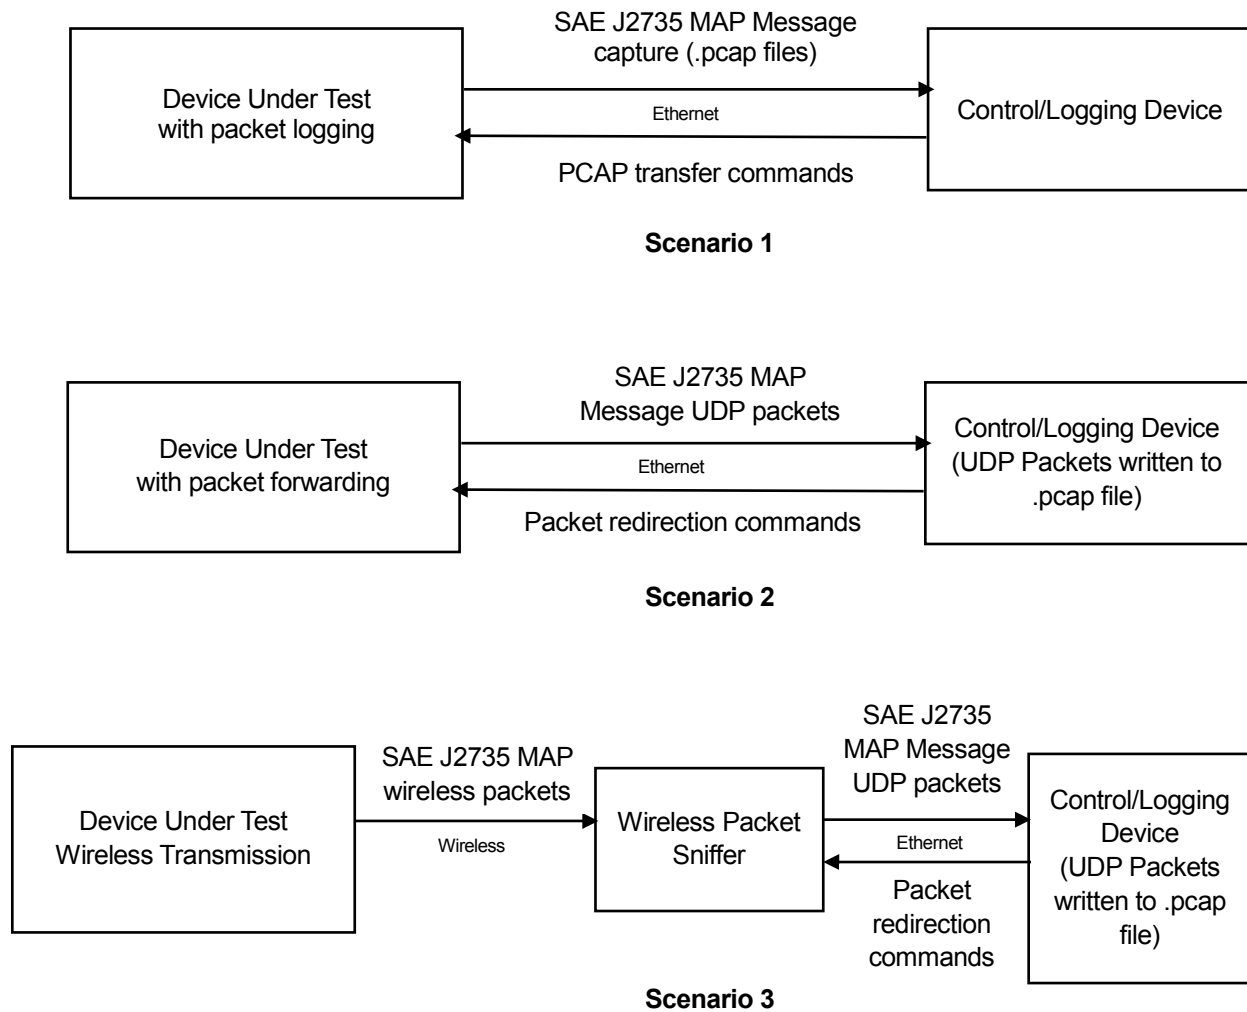 SAE J2735 MAP Message
capture (.pcap files)
Device Under Test
with packet logging
Ethernet
Control/Logging Device
PCAP transfer commands
Scenario 1
SAE J2735 MAP
Message UDP packets
Device Under Test
with packet forwarding
Ethernet
Control/Logging Device
(UDP Packets written to
.pcap file)
Packet redirection commands
Scenario 2
SAE J2735 MAP
wireless packets
Device Under Test
Wireless Transmission
Wireless
Wireless Packet
Sniffer
SAE J2735
MAP Message
UDP packets
Ethernet
Packet
redirection
commands
Control/Logging
Device
(UDP Packets
written to .pcap
file)
Scenario 3